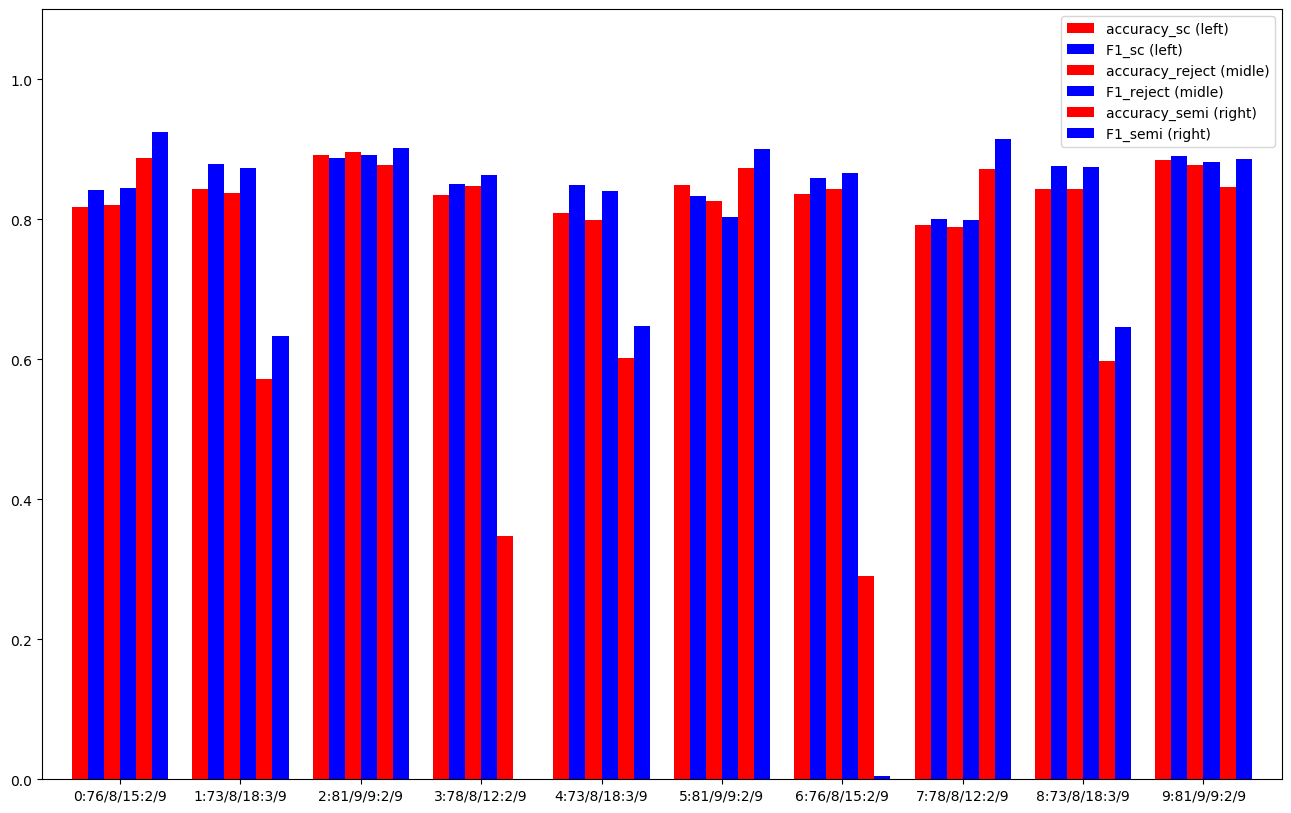 accuracy_sc (left)
F1_sc (left)
accuracy_reject (midle)
F1_reject (midle)
accuracy_semi (right)
F1_semi (right)
1.0
0.8
0.6
0.4
0.2
0.0
0:76/8/15:2/9 1:73/8/18:3/9 2:81/9/9:2/9 3:78/8/12:2/9 4:73/8/18:3/9 5:81/9/9:2/9 6:76/8/15:2/9 7:78/8/12:2/9 8:73/8/18:3/9 9:81/9/9:2/9